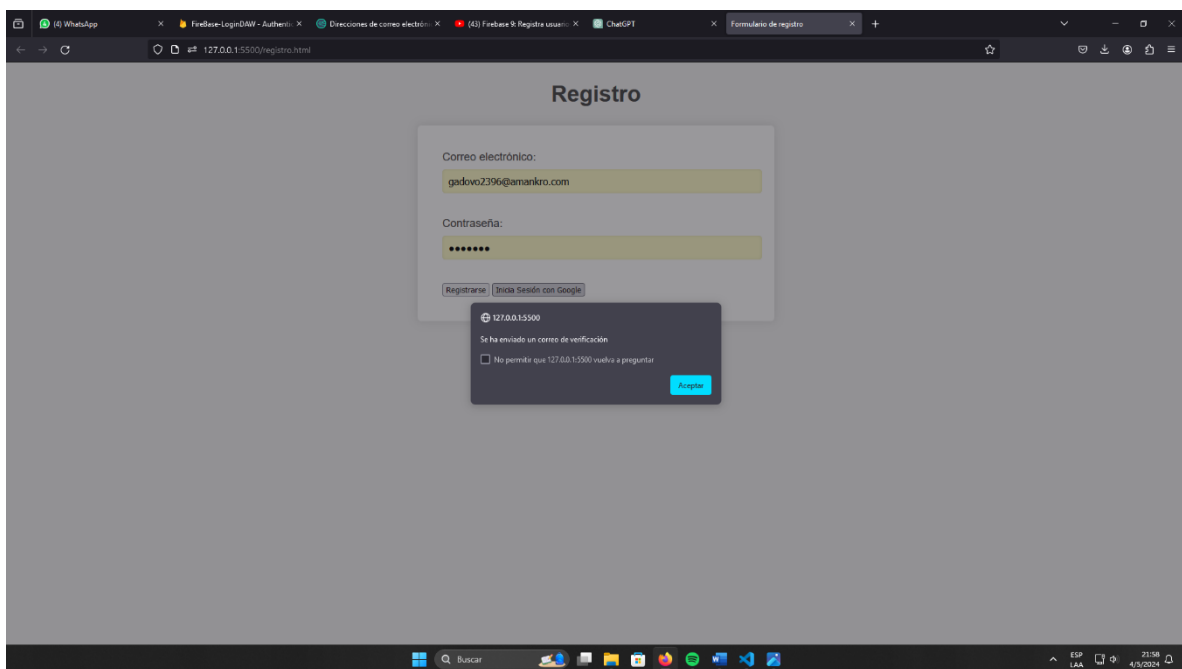 (4) WhatsApp
FireBase-LoginDAW - Authentic
Direcciones de correo electróni
(43) Firebase 9: Registra usuario
ChatGPT
Formulario de registro
127.0.0.1:5500/registro.html
Registro
Correo electrónico:
gadovo2396@amankro.com
Contraseña:
Registrarse Inicia Sesión con Google
127.0.0.1:5500
Se ha enviado un correo de verificación
No permitir que 127.0.0.1:5500 vuelva a preguntar
Aceptar
Buscar
ESP
LAA
21:58
4/5/2024